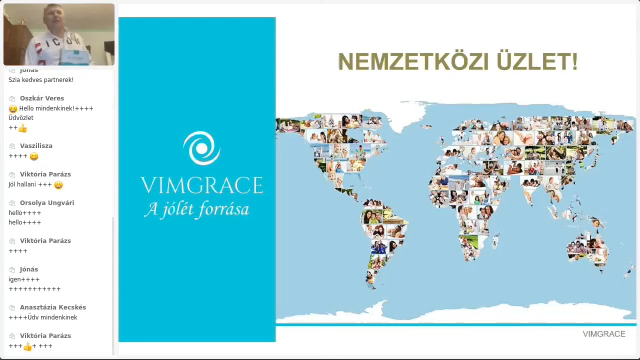 Jónás
Szia kedves partnerek!
Oszkár Veres
Hello mindenkinek!++++
Üdvözlet
++
Vaszilisza
++++
Viktória Parázs
Jól hallani +++
Orsolya Ungvári
hello++++
hello++++
Viktória Parázs
++++
Jónás
igen++++
+++++++++++
Anasztázia Kecskés
++++Üdv mindenkinek
Viktória Parázs
+++ + +++
VIMGRACE
A jólét forrása
NEMZETKÖZI ÜZLET!
VIMGRACE